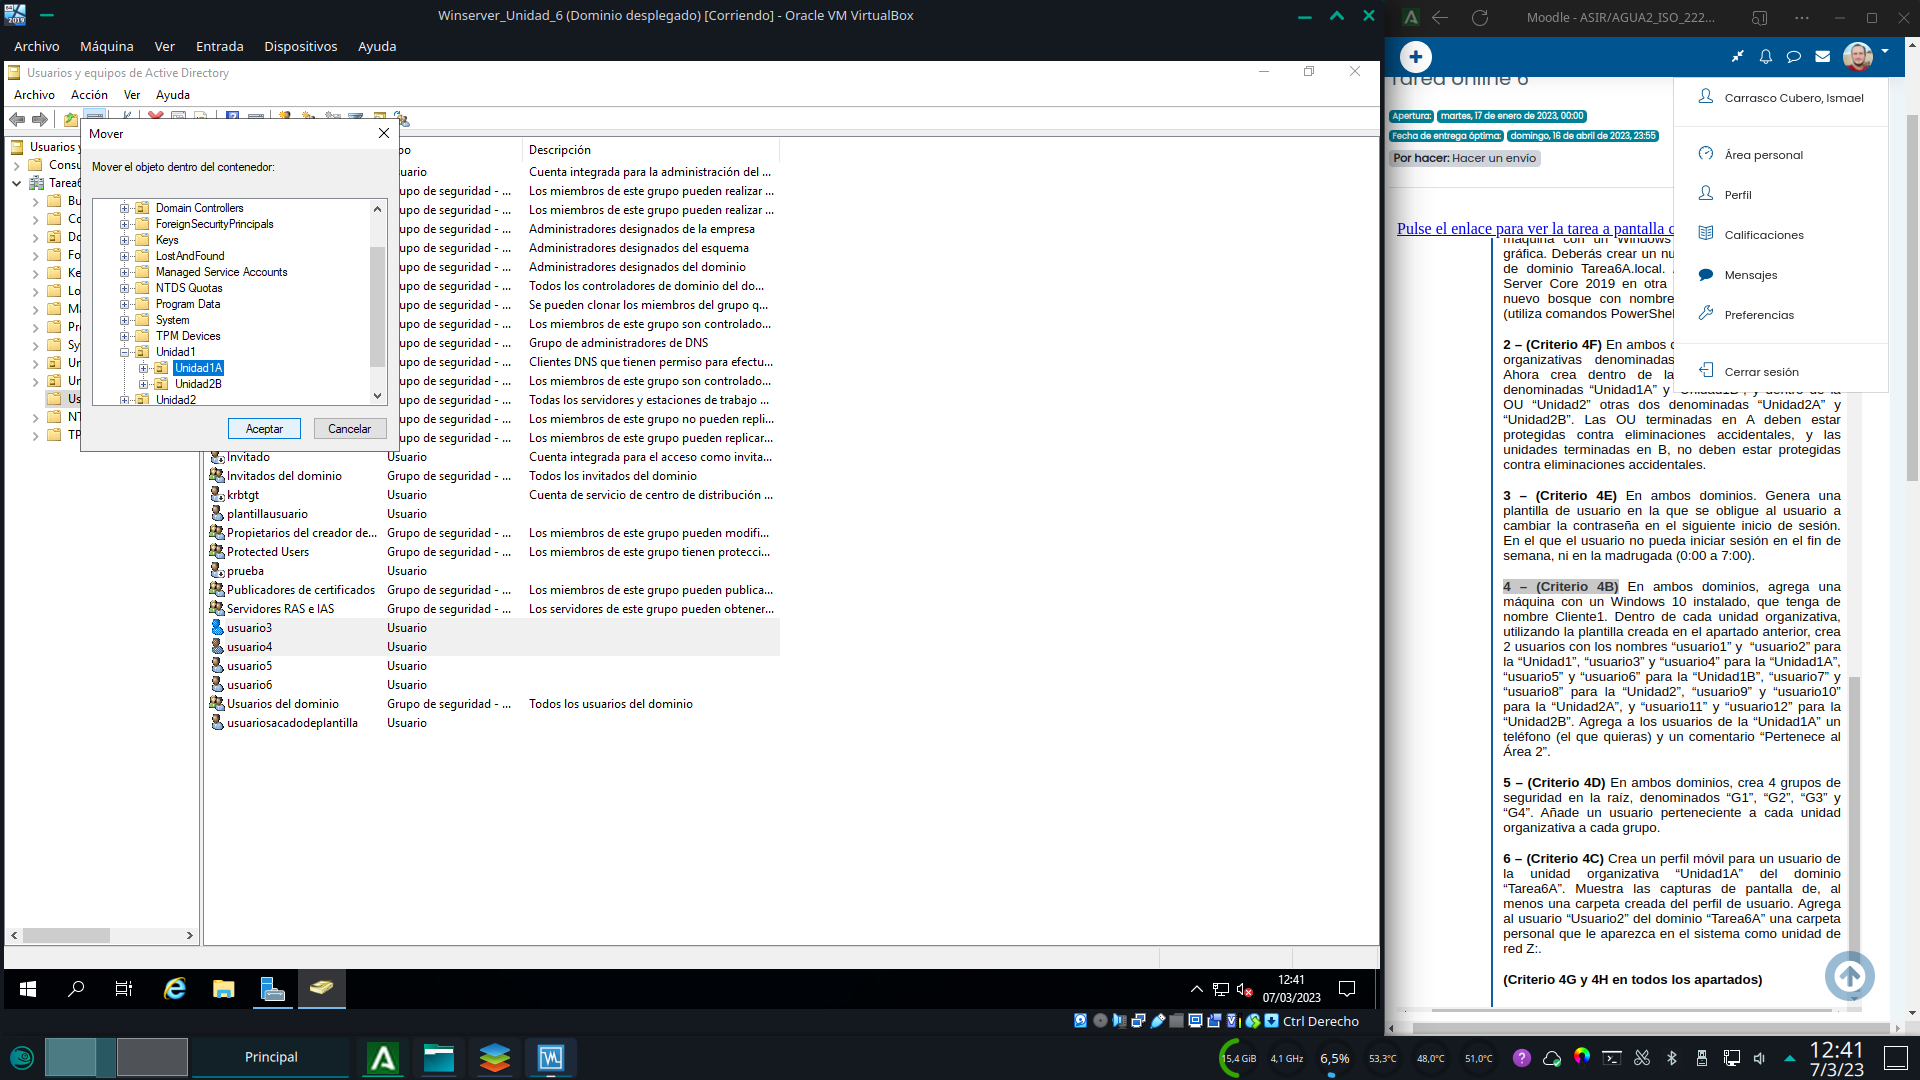 Winserver_Unidad_6 (Dominio desplegado) [Corriendo] - Oracle VM VirtualBox
Archivo Máquina Ver Entrada Dispositivos Ayuda
Usuarios y equipos de Active Directory
Archivo Acción Ver Ayuda
Usuarios y
Consu
Tarea6
Bu
Co
Do
Fo
Ke
Lo
Ma
Pr
Sy
Un
Un
Us
NT
TP
Mover
Mover el objeto dentro del contenedor:
Domain Controllers
ForeignSecurityPrincipals
Keys
LostAndFound
Managed Service Accounts
NTDS Quotas
Program Data
System
TPM Devices
Unidad1
Unidad1A
Unidad2B
Unidad2
Aceptar Cancelar
po Descripción
uario Cuenta integrada para la administración del ...
upo de seguridad - ... Los miembros de este grupo pueden realizar ...
upo de seguridad - ... Los miembros de este grupo pueden realizar ...
upo de seguridad - ... Administradores designados de la empresa
upo de seguridad - ... Administradores designados del esquema
upo de seguridad - ... Administradores designados del dominio
upo de seguridad - ... Todos los controladores de dominio del do...
upo de seguridad - ... Se pueden clonar los miembros del grupo q...
upo de seguridad - ... Los miembros de este grupo son controlado...
upo de seguridad - ... Grupo de administradores de DNS
upo de seguridad - ... Clientes DNS que tienen permiso para efectu...
upo de seguridad - ... Los miembros de este grupo son controlado...
upo de seguridad - ... Todas los servidores y estaciones de trabajo ...
upo de seguridad - ... Los miembros de este grupo no pueden repli...
upo de seguridad - ... Los miembros de este grupo pueden replicar...
Invitado Usuario Cuenta integrada para el acceso como invita...
Invitados del dominio Grupo de seguridad - ... Todos los invitados del dominio
krbtgt Usuario Cuenta de servicio de centro de distribución ...
plantillausuario Usuario
Propietarios del creador de... Grupo de seguridad - ... Los miembros de este grupo pueden modifi...
Protected Users Grupo de seguridad - ... Los miembros de este grupo tienen protecci...
prueba Usuario
Publicadores de certificados Grupo de seguridad - ... Los miembros de este grupo pueden publica...
Servidores RAS e IAS Grupo de seguridad - ... Los servidores de este grupo pueden obtener...
usuario3 Usuario
usuario4 Usuario
usuario5 Usuario
usuario6 Usuario
Usuarios del dominio Grupo de seguridad - ... Todos los usuarios del dominio
usuariosacadodeplantilla Usuario
12:41
07/03/2023
Ctrl Derecho
Moodle - ASIR/AGUA2_ISO_222...
Tarea online 6
Apertura: martes, 17 de enero de 2023, 00:00
Fecha de entrega óptima: domingo, 16 de abril de 2023, 23:55
Por hacer: Hacer un envío
Carrasco Cubero, Ismael
Área personal
Perfil
Calificaciones
Mensajes
Preferencias
Cerrar sesión
Pulse el enlace para ver la tarea a pantalla c
máquina con un Windows
gráfica. Deberás crear un nu
de dominio Tarea6A.local.
Server Core 2019 en otra
nuevo bosque con nombre
(utiliza comandos PowerShel
2 – (Criterio 4F) En ambos d
organizativas denominadas
Ahora crea dentro de la
denominadas “Unidad1A” y “Unidad1B”, y dentro de la
OU “Unidad2” otras dos denominadas “Unidad2A” y
“Unidad2B”. Las OU terminadas en A deben estar
protegidas contra eliminaciones accidentales, y las
unidades terminadas en B, no deben estar protegidas
contra eliminaciones accidentales.
3 – (Criterio 4E) En ambos dominios. Genera una
plantilla de usuario en la que se obligue al usuario a
cambiar la contraseña en el siguiente inicio de sesión.
En el que el usuario no pueda iniciar sesión en el fin de
semana, ni en la madrugada (0:00 a 7:00).
4 – (Criterio 4B) En ambos dominios, agrega una
máquina con un Windows 10 instalado, que tenga de
nombre Cliente1. Dentro de cada unidad organizativa,
utilizando la plantilla creada en el apartado anterior, crea
2 usuarios con los nombres “usuario1” y “usuario2” para
la “Unidad1”, “usuario3” y “usuario4” para la “Unidad1A”,
“usuario5” y “usuario6” para la “Unidad1B”, “usuario7” y
“usuario8” para la “Unidad2”, “usuario9” y “usuario10”
para la “Unidad2A”, y “usuario11” y “usuario12” para la
“Unidad2B”. Agrega a los usuarios de la “Unidad1A” un
teléfono (el que quieras) y un comentario “Pertenece al
Área 2”.
5 – (Criterio 4D) En ambos dominios, crea 4 grupos de
seguridad en la raíz, denominados “G1”, “G2”, “G3” y
“G4”. Añade un usuario perteneciente a cada unidad
organizativa a cada grupo.
6 – (Criterio 4C) Crea un perfil móvil para un usuario de
la unidad organizativa “Unidad1A” del dominio
“Tarea6A”. Muestra las capturas de pantalla de, al
menos una carpeta creada del perfil de usuario. Agrega
al usuario “Usuario2” del dominio “Tarea6A” una carpeta
personal que le aparezca en el sistema como unidad de
red Z:.
(Criterio 4G y 4H en todos los apartados)
Principal
15,4 GiB 4,1 GHz 6,5% 53,3°C 48,0°C 51,0°C
12:41
7/3/23